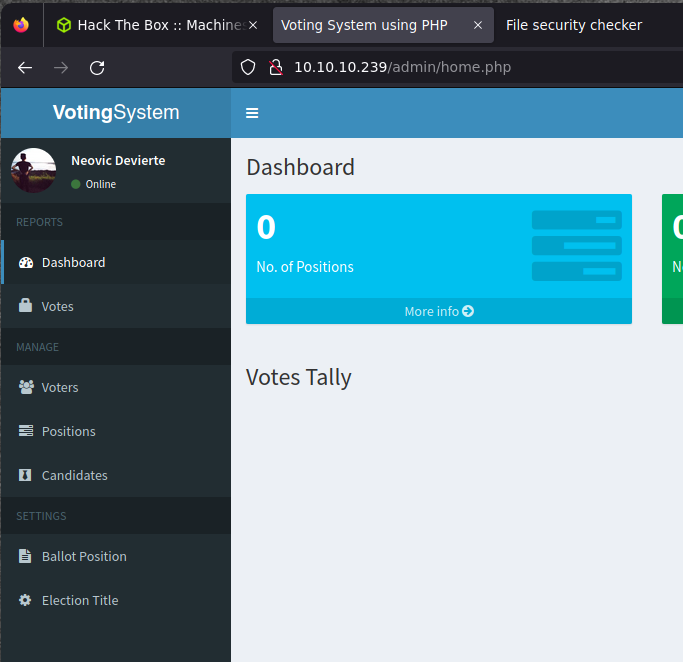 Hack The Box :: Machine
Voting System using PHP
File security checker
10.10.10.239/admin/home.php
VotingSystem
Neovic Devierte
Online
REPORTS
Dashboard
Votes
MANAGE
Voters
Positions
Candidates
SETTINGS
Ballot Position
Election Title
Dashboard
0
No. of Positions
More info
Votes Tally